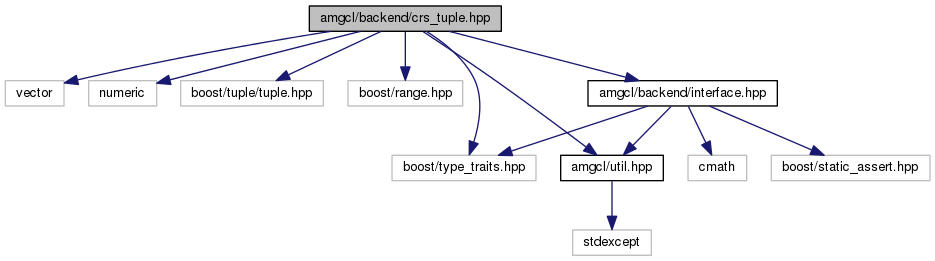 amgcl/backend/crs_tuple.hpp
vector
numeric
boost/tuple/tuple.hpp
boost/range.hpp
amgcl/backend/interface.hpp
boost/type_traits.hpp
amgcl/util.hpp
cmath
boost/static_assert.hpp
stdexcept